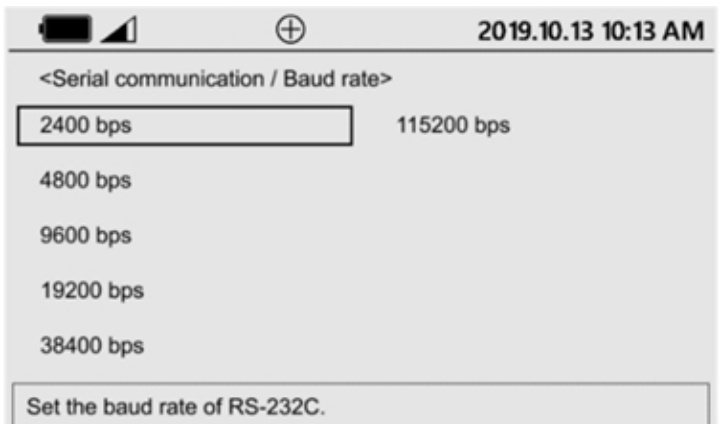 2019.10.13 10:13 AM
<Serial communication / Baud rate>
2400 bps
115200 bps
4800 bps
9600 bps
19200 bps
38400 bps
Set the baud rate of RS-232C.